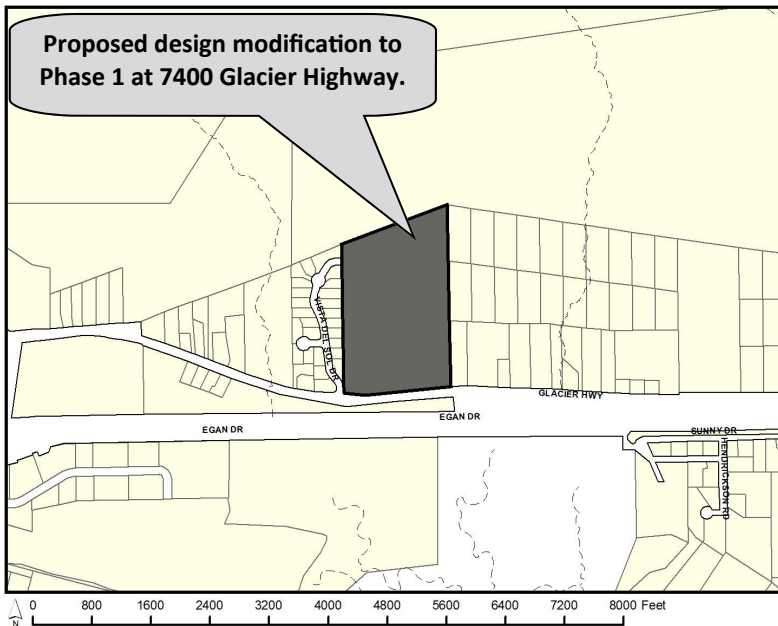 Proposed design modification to
Phase 1 at 7400 Glacier Highway.
VISTA DEL SOL DR
GLACIER HWY
EGAN DR
EGAN DR
SUNNY DR
HENDRICKSON RD
N
0 800 1600 2400 3200 4000 4800 5600 6400 7200 8000 Feet